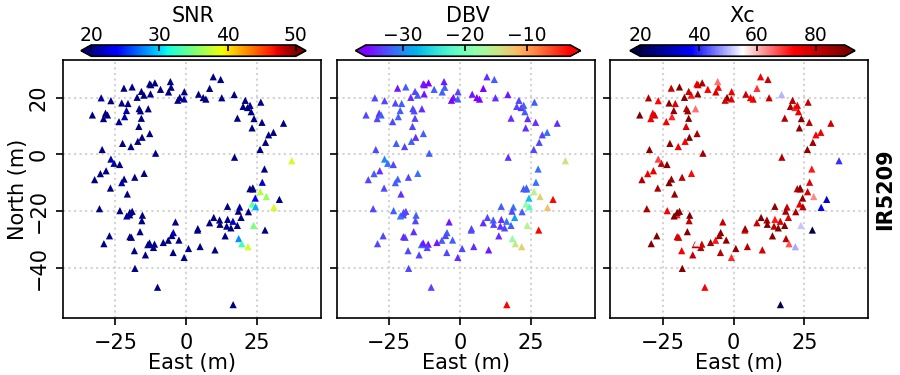 SNR DBV Xc
20 30 40 50 −30 −20 −10 20 40 60 80
20
0
−20
−40
North (m)
−25 0 25 −25 0 25 −25 0 25
East (m) East (m) East (m)
IR5209